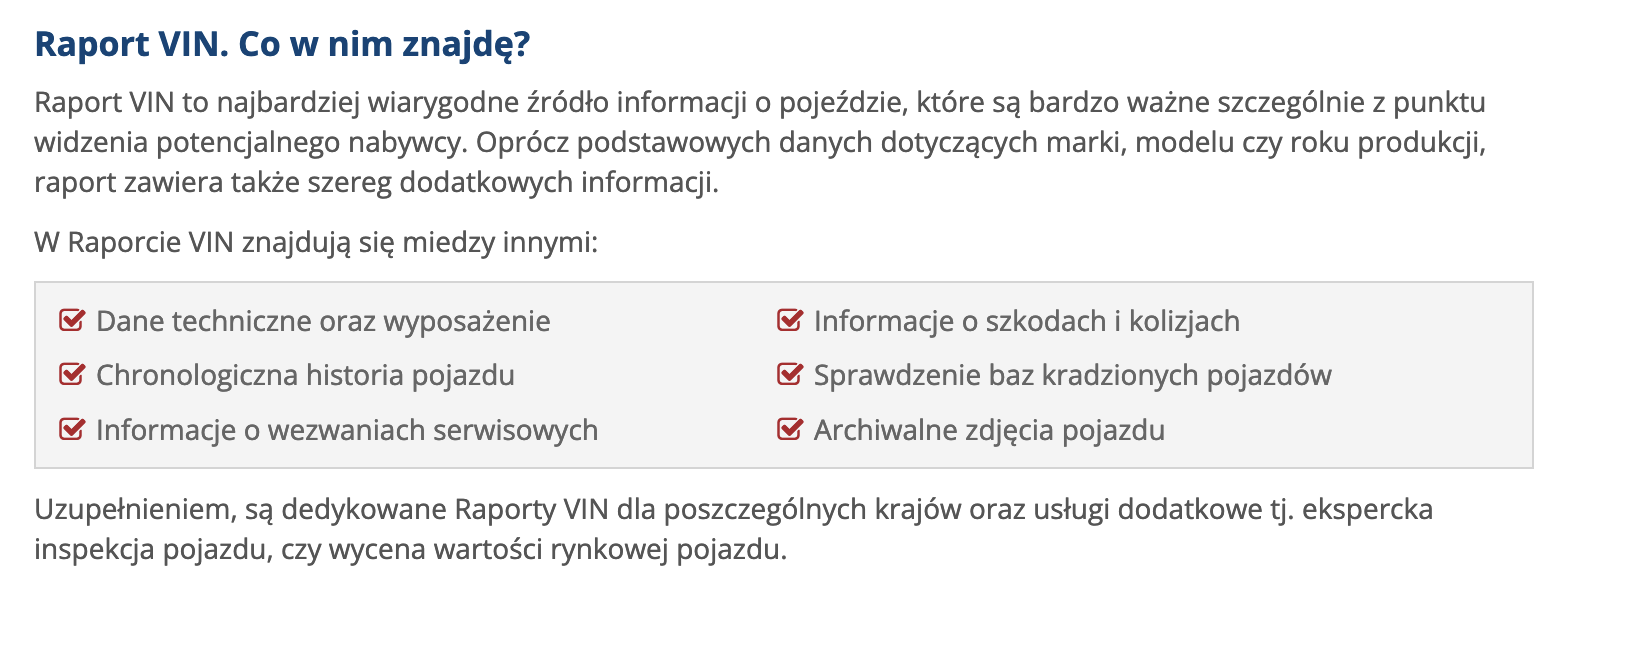 Raport VIN. Co w nim znajdę?
Raport VIN to najbardziej wiarygodne źródło informacji o pojeździe, które są bardzo ważne szczególnie z punktu
widzenia potencjalnego nabywcy. Oprócz podstawowych danych dotyczących marki, modelu czy roku produkcji,
raport zawiera także szereg dodatkowych informacji.
W Raporcie VIN znajdują się miedzy innymi:
Dane techniczne oraz wyposażenie
Chronologiczna historia pojazdu
Informacje o wezwaniach serwisowych
Informacje o szkodach i kolizjach
Sprawdzenie baz kradzionych pojazdów
Archiwalne zdjęcia pojazdu
Uzupełnieniem, są dedykowane Raporty VIN dla poszczególnych krajów oraz usługi dodatkowe tj. ekspercka
inspekcja pojazdu, czy wycena wartości rynkowej pojazdu.